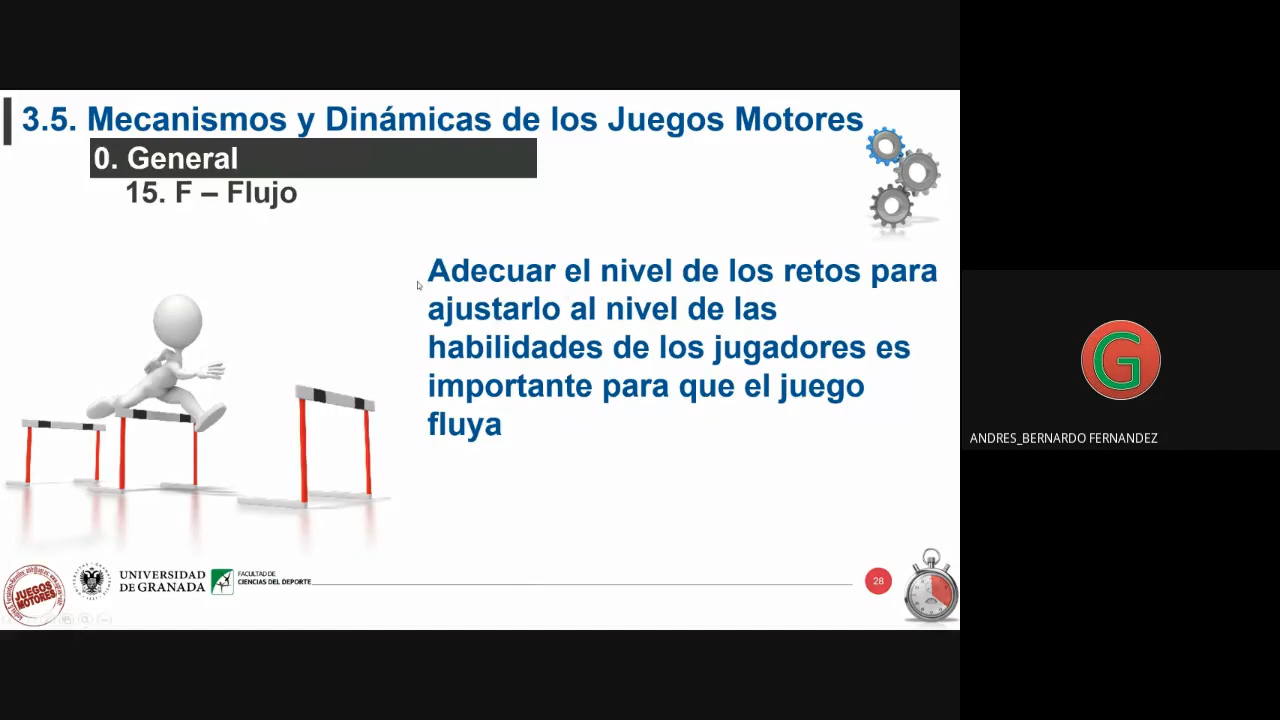 3.5. Mecanismos y Dinámicas de los Juegos Motores
0. General
15. F – Flujo
Adecuar el nivel de los retos para
ajustarlo al nivel de las
habilidades de los jugadores es
importante para que el juego
fluya
G
ANDRES_BERNARDO FERNANDEZ
JUEGOS
MOTORES
UNIVERSIDAD
DE GRANADA
FACULTAD DE
CIENCIAS DEL DEPORTE
28